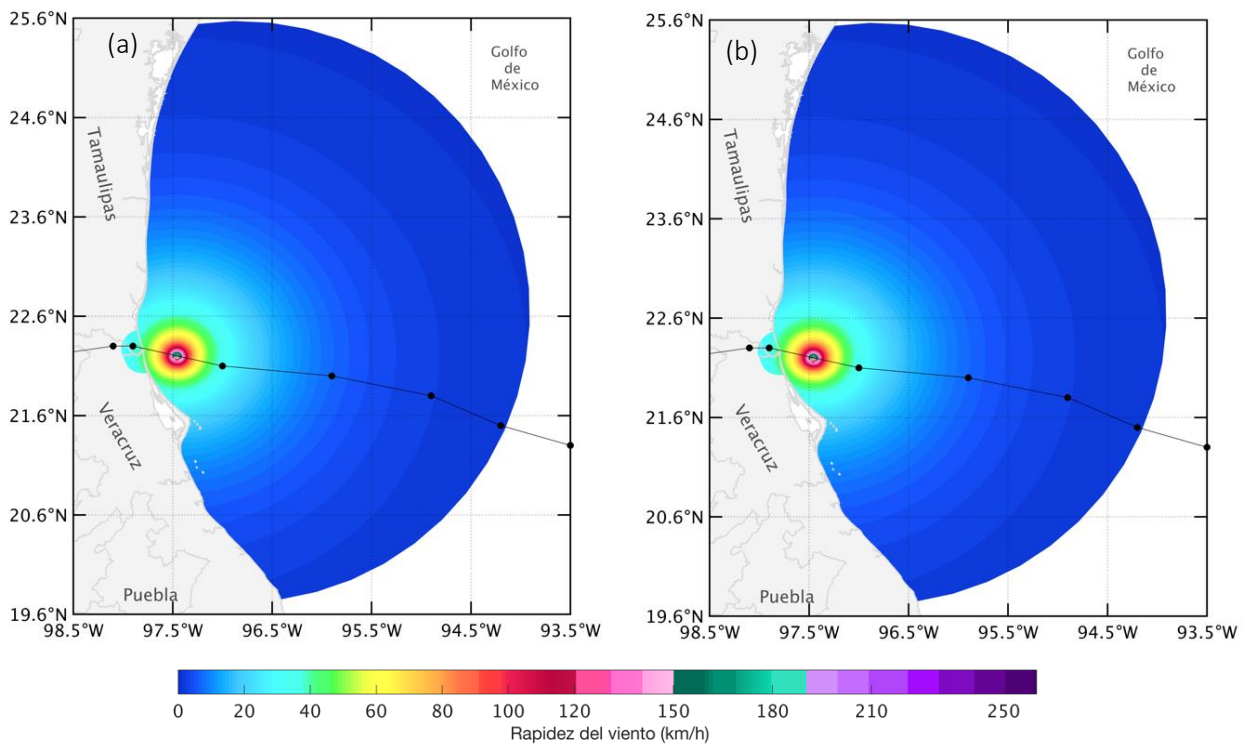 (a)
Golfo
de
México
Tamaulipas
Veracruz
Puebla
25.6°N
24.6°N
23.6°N
22.6°N
21.6°N
20.6°N
19.6°N
98.5°W 97.5°W 96.5°W 95.5°W 94.5°W 93.5°W
(b)
Golfo
de
México
Tamaulipas
Veracruz
Puebla
25.6°N
24.6°N
23.6°N
22.6°N
21.6°N
20.6°N
19.6°N
98.5°W 97.5°W 96.5°W 95.5°W 94.5°W 93.5°W
0 20 40 60 80 100 120 150 180 210 250
Rapidez del viento (km/h)